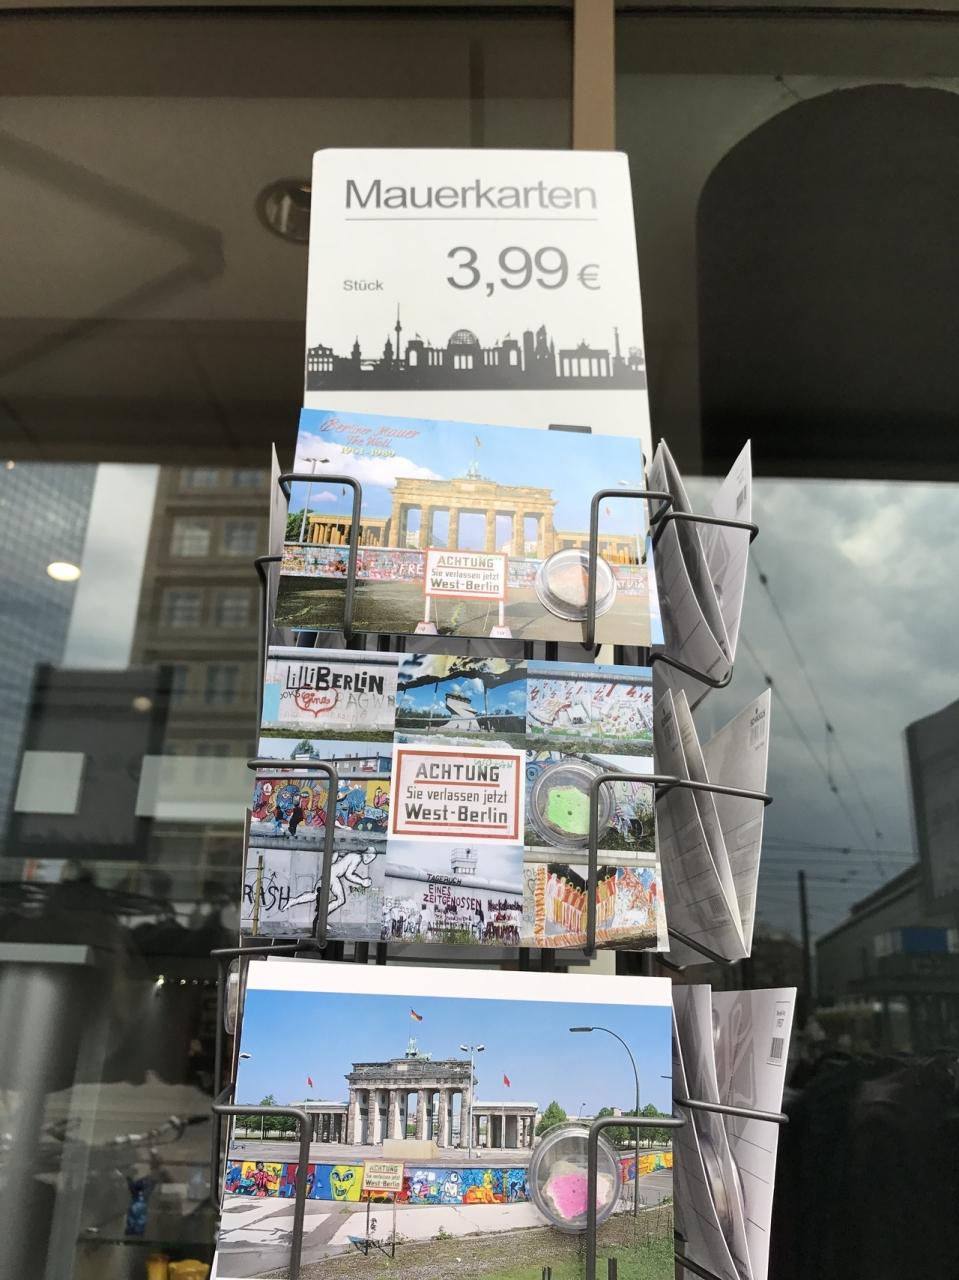 Mauerkarten
Stück 3,99 €
Berliner Mauer
The Wall
1961-1989
ACHTUNG
Sie verlassen jetzt
West-Berlin
LILLIBERLIN
ACHTUNG
Sie verlassen jetzt
West-Berlin
TAGEBUCH
EINES
ZEITGENOSSEN
ACHTUNG
Sie verlassen jetzt
West-Berlin